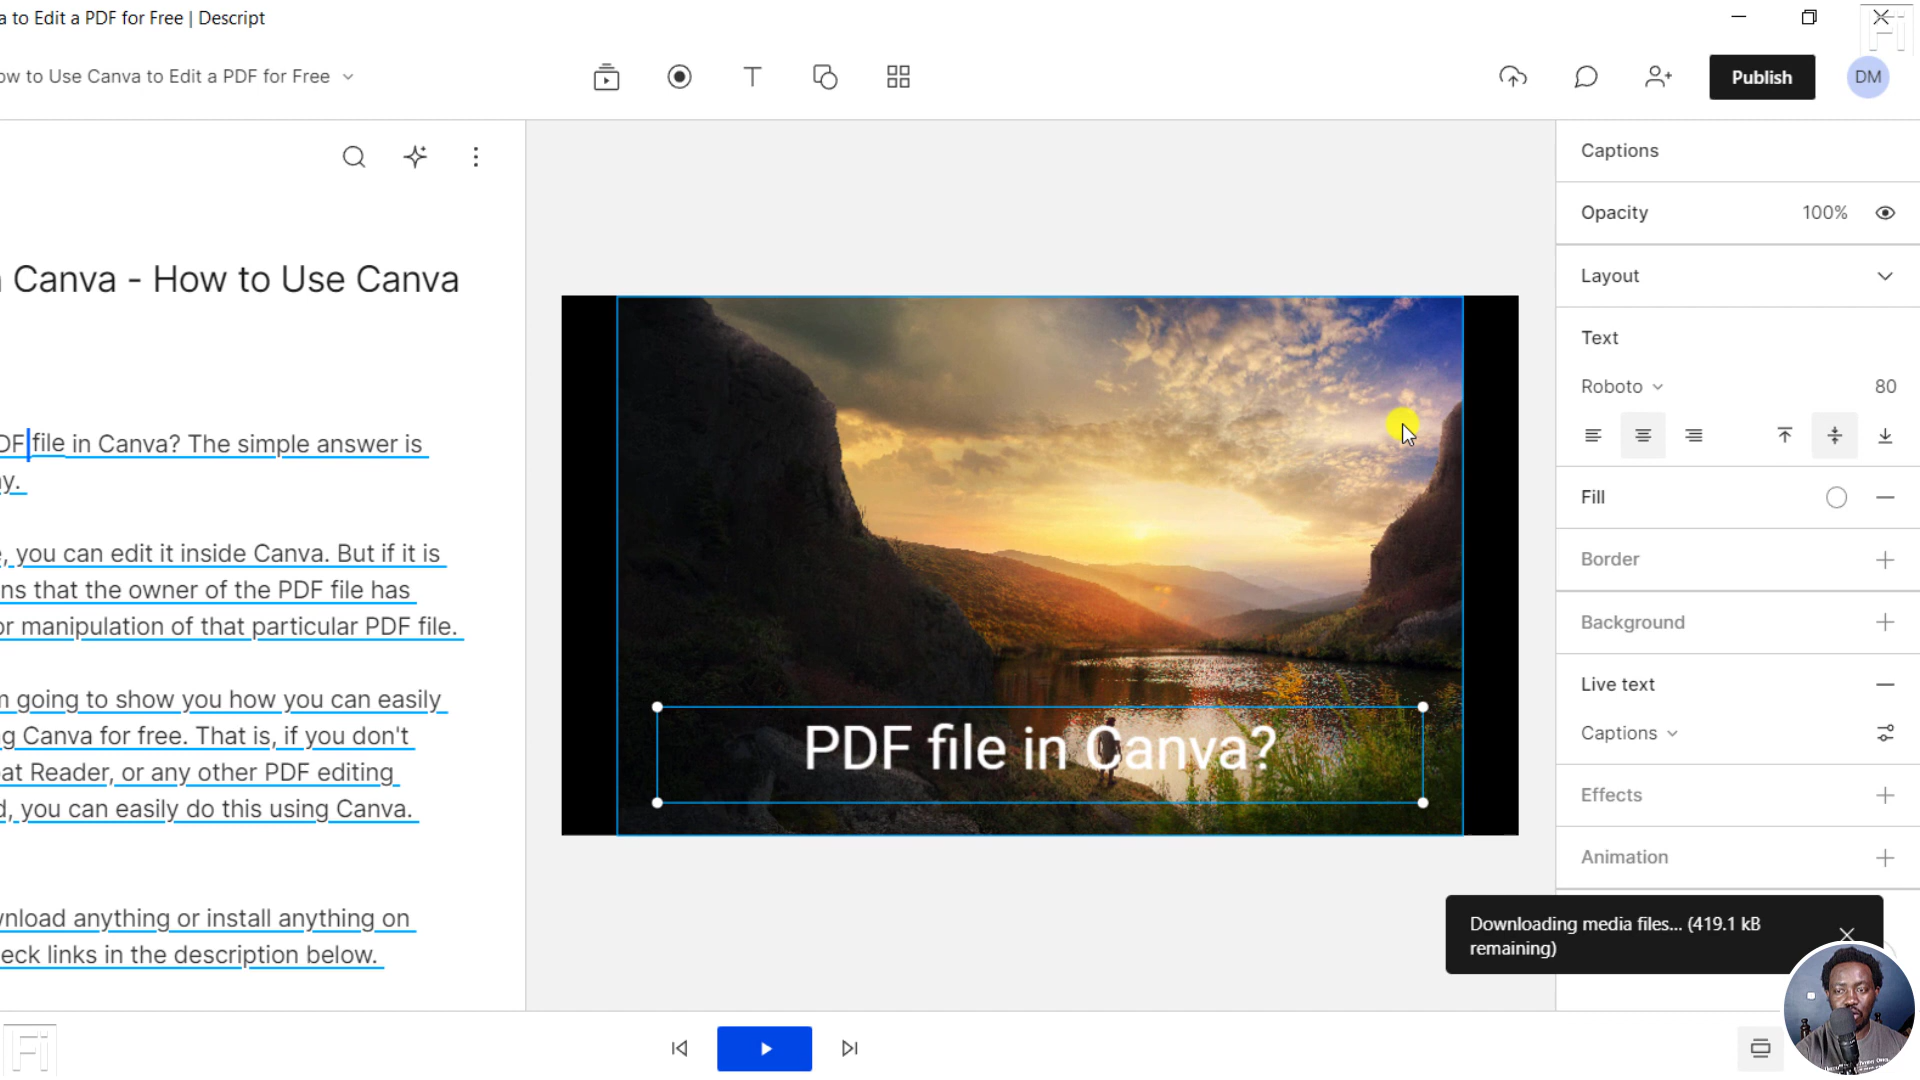 a to Edit a PDF for Free | Descript
ow to Use Canva to Edit a PDF for Free
Publish
DM
Canva - How to Use Canva
DF file in Canva? The simple answer is
y.
, you can edit it inside Canva. But if it is
ns that the owner of the PDF file has
or manipulation of that particular PDF file.
m going to show you how you can easily
g Canva for free. That is, if you don't
at Reader, or any other PDF editing
d, you can easily do this using Canva.
wnload anything or install anything on
eck links in the description below.
PDF file in Canva?
Captions
Opacity 100%
Layout
Text
Roboto 80
Fill
Border
Background
Live text
Captions
Effects
Animation
Downloading media files... (419.1 kB
remaining)
Fi
Fi